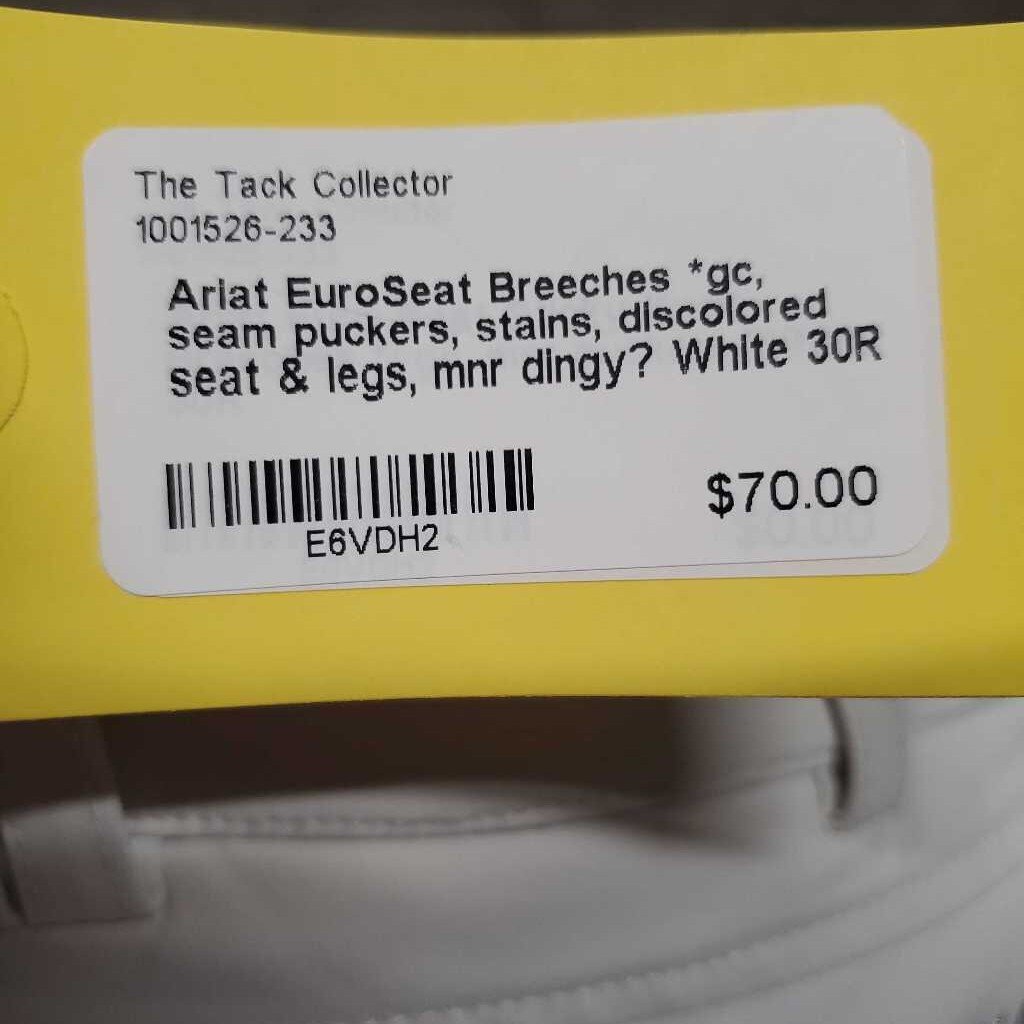 The Tack Collector
1001526-233
Ariat EuroSeat Breeches *gc,
seam puckers, stains, discolored
seat & legs, mnr dingy? White 30R
E6VDH2
$70.00